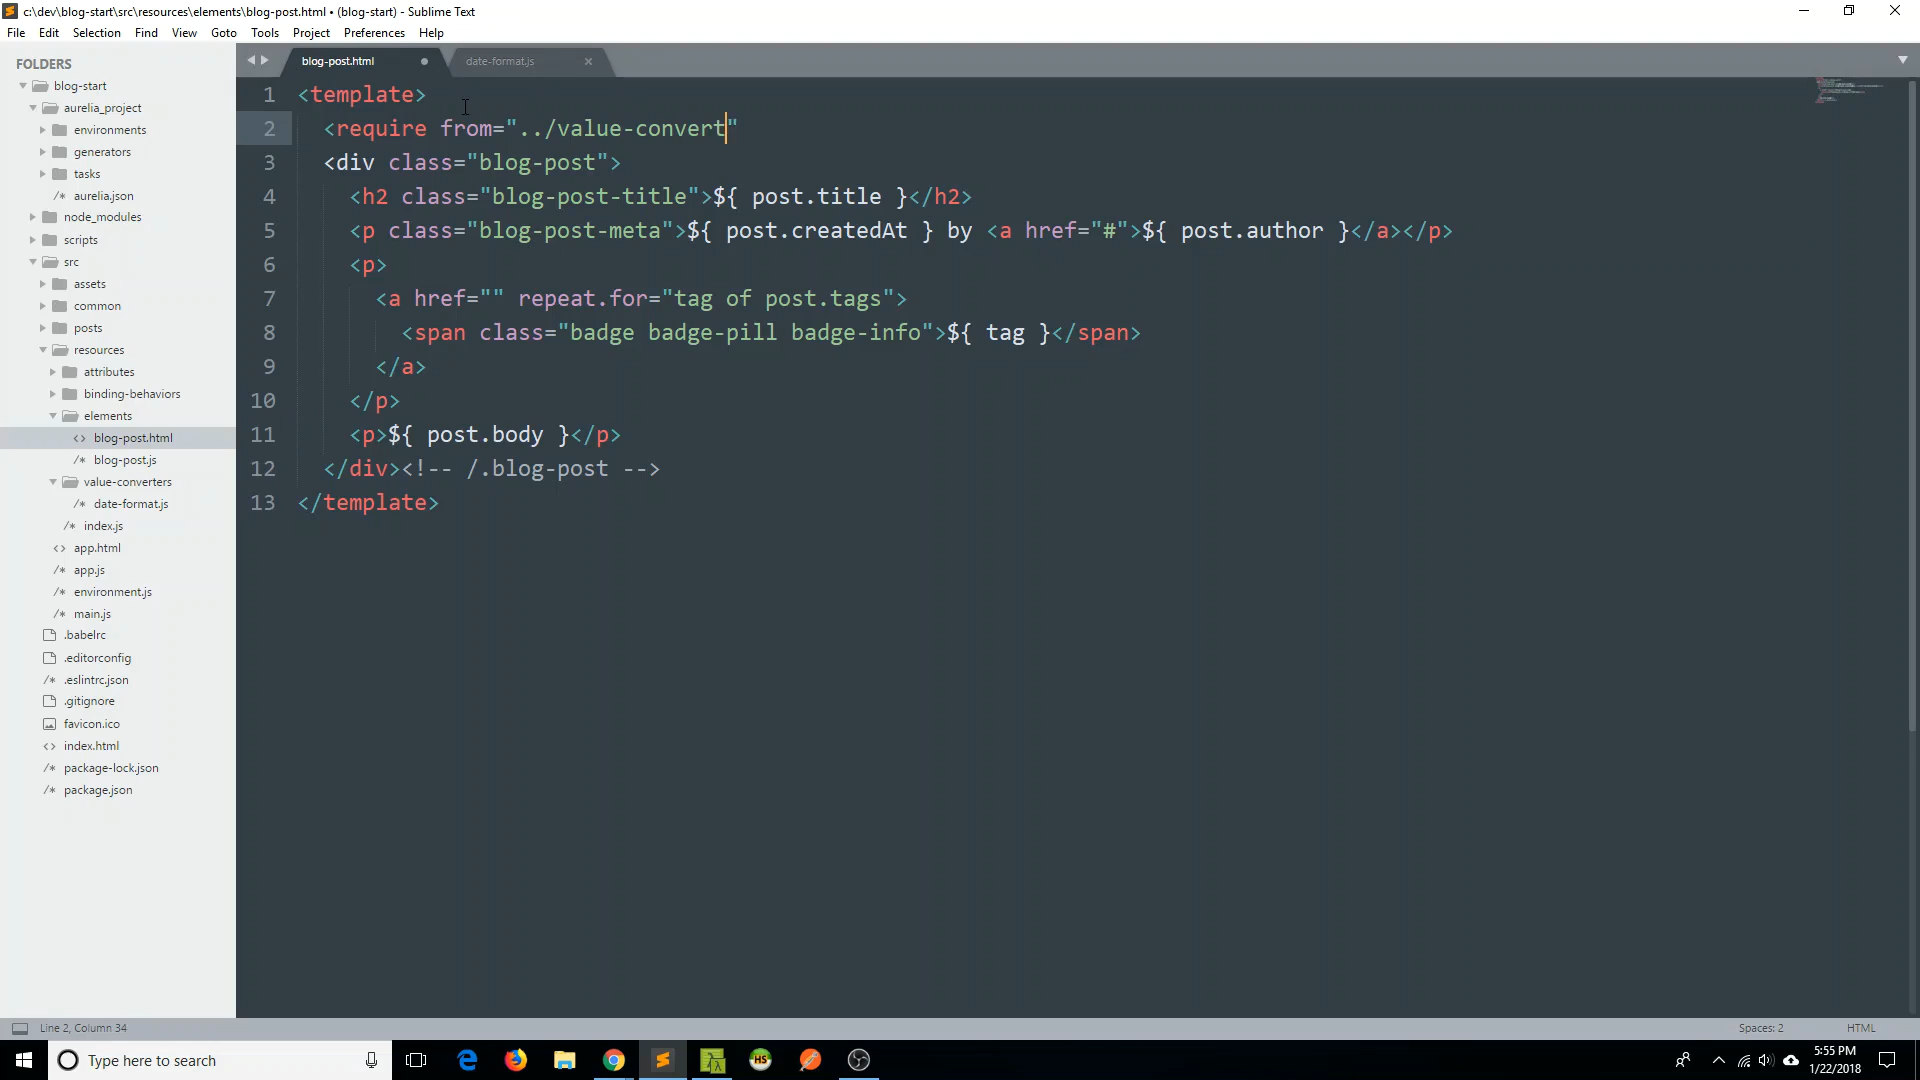 c:\dev\blog-start\src\resources\elements\blog-post.html • (blog-start) - Sublime Text
File Edit Selection Find View Goto Tools Project Preferences Help
FOLDERS
blog-start
aurelia_project
environments
generators
tasks
/* aurelia.json
node_modules
scripts
src
assets
common
posts
resources
attributes
binding-behaviors
elements
<> blog-post.html
/* blog-post.js
value-converters
/* date-format.js
/* index.js
<> app.html
/* app.js
/* environment.js
/* main.js
.babelrc
.editorconfig
/* .eslintrc.json
.gitignore
favicon.ico
<> index.html
/* package-lock.json
/* package.json
blog-post.html date-format.js
1 <template>
2 <require from="../value-convert"
3 <div class="blog-post">
4 <h2 class="blog-post-title">${ post.title }</h2>
5 <p class="blog-post-meta">${ post.createdAt } by <a href="#">${ post.author }</a></p>
6 <p>
7 <a href="" repeat.for="tag of post.tags">
8 <span class="badge badge-pill badge-info">${ tag }</span>
9 </a>
10 </p>
11 <p>${ post.body }</p>
12 </div><!-- /.blog-post -->
13 </template>
Line 2, Column 34 Spaces: 2 HTML
Type here to search
HS
5:55 PM
1/22/2018